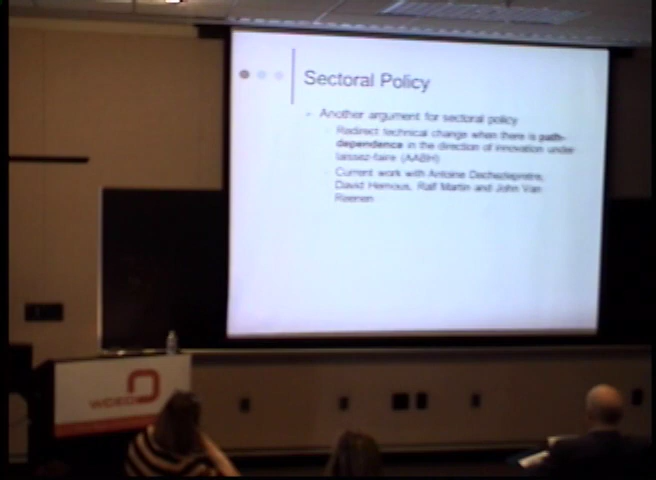 Sectoral Policy
Another argument for sectoral policy
Redirect technical change when there is path-
dependence in the direction of innovation under
laissez-faire (AABH)
Current work with Antoine Dechezlepretre,
David Hemous, Ralf Martin and John Van
Reenen